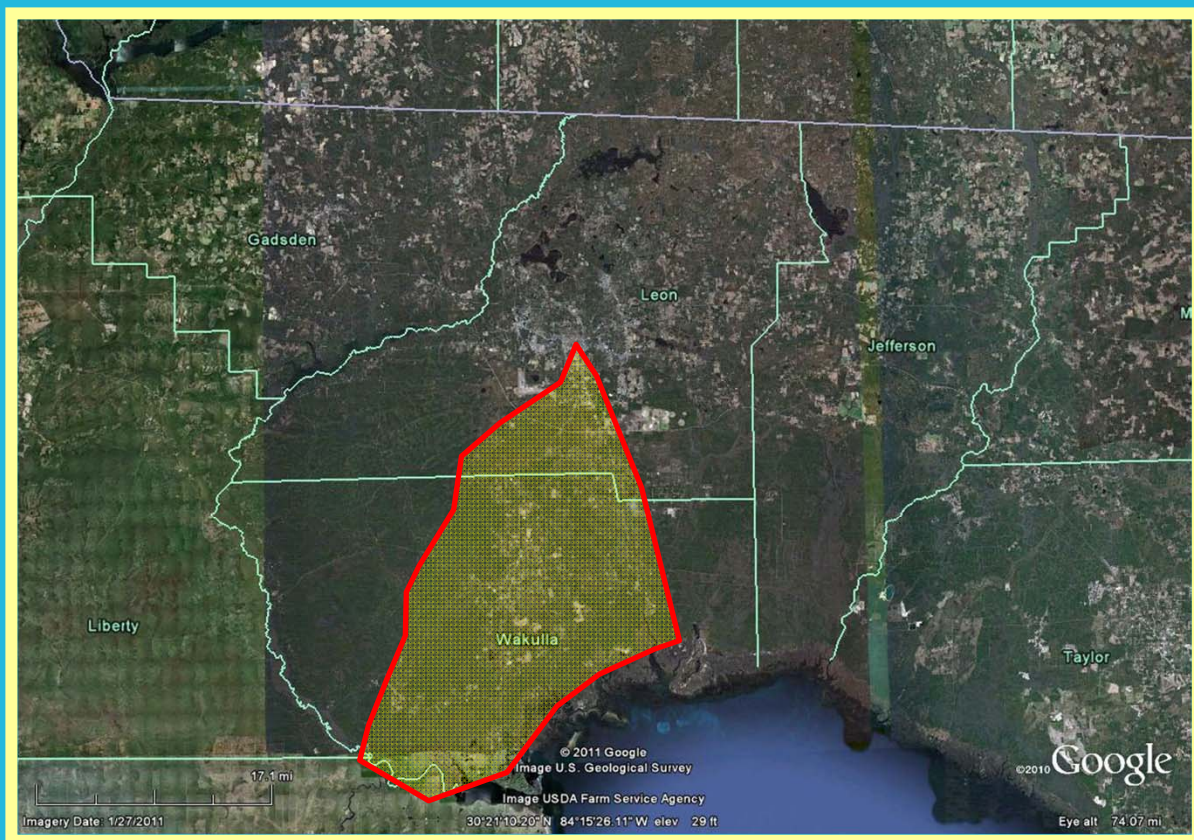 Gadsden
Leon
Jefferson
M
Liberty
Wakulla
Taylor
© 2011 Google
Image U.S. Geological Survey
©2010 Google
17.1 mi
Image USDA Farm Service Agency
Imagery Date: 1/27/2011
30°21'10.20" N 84°15'26.11" W elev 29 ft
Eye alt 74.07 mi